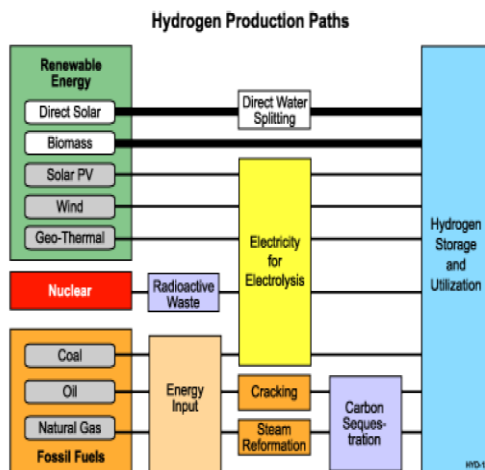 Hydrogen Production Paths
Renewable
Energy
Direct Solar
Direct Water
Splitting
Biomass
Solar PV
Wind
Geo-Thermal
Electricity
for
Electrolysis
Hydrogen
Storage
and
Utilization
Nuclear
Radioactive
Waste
Coal
Oil
Natural Gas
Fossil Fuels
Energy
Input
Cracking
Steam
Reformation
Carbon
Seques-
tration
HYD-1